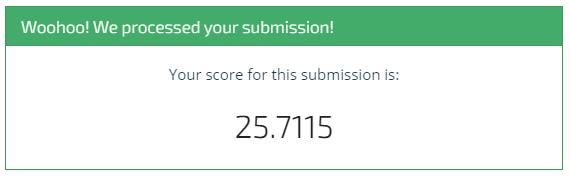 Woohoo! We processed your submission!
Your score for this submission is:
25.7115